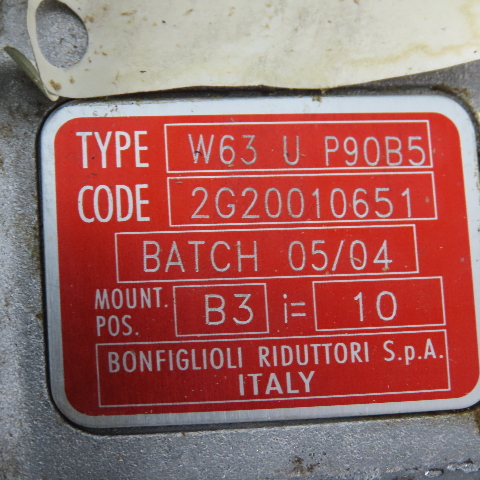 TYPE W63 U P90B5
CODE 2G20010651
BATCH 05/04
MOUNT. POS. B3 i= 10
BONFIGLIOLI RIDUTTORI S.p.A.
ITALY